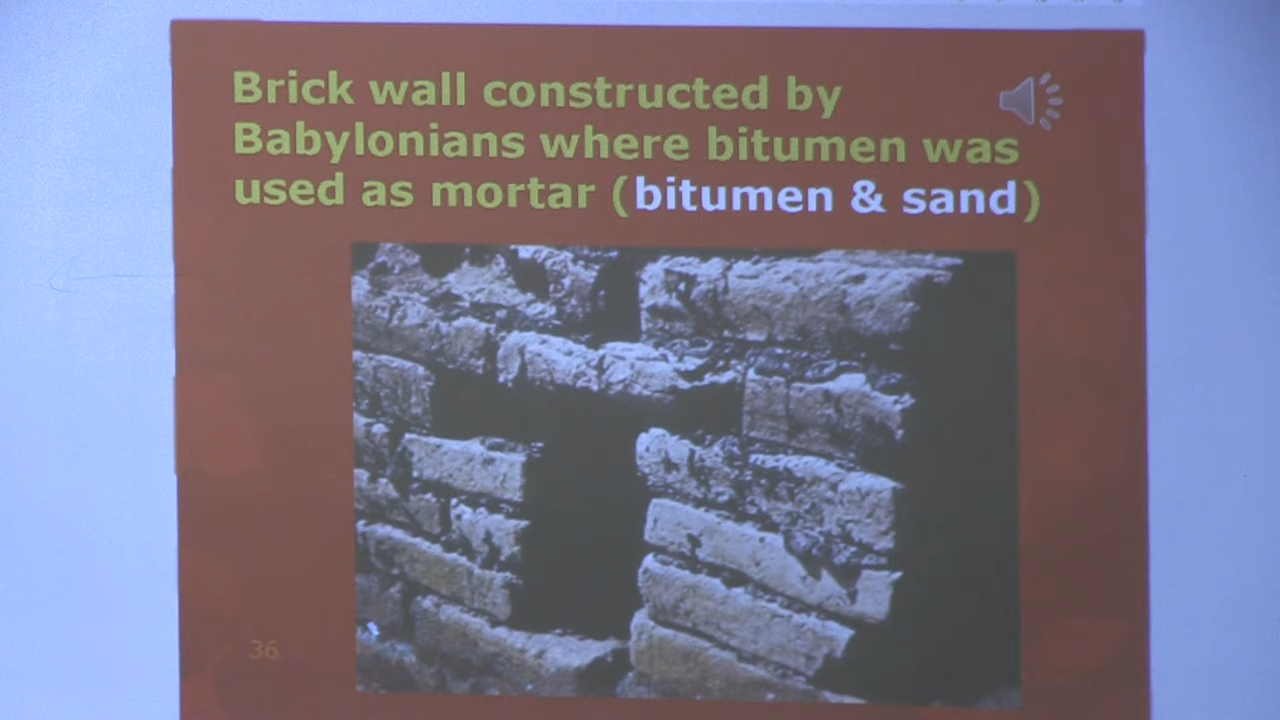 Brick wall constructed by
Babylonians where bitumen was
used as mortar (bitumen & sand)
36